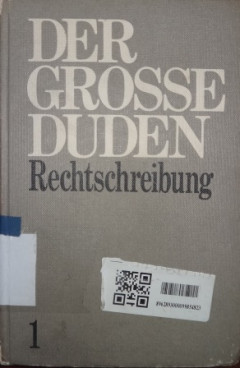 DER
GROSSE
DUDEN
Rechtschreibung
1